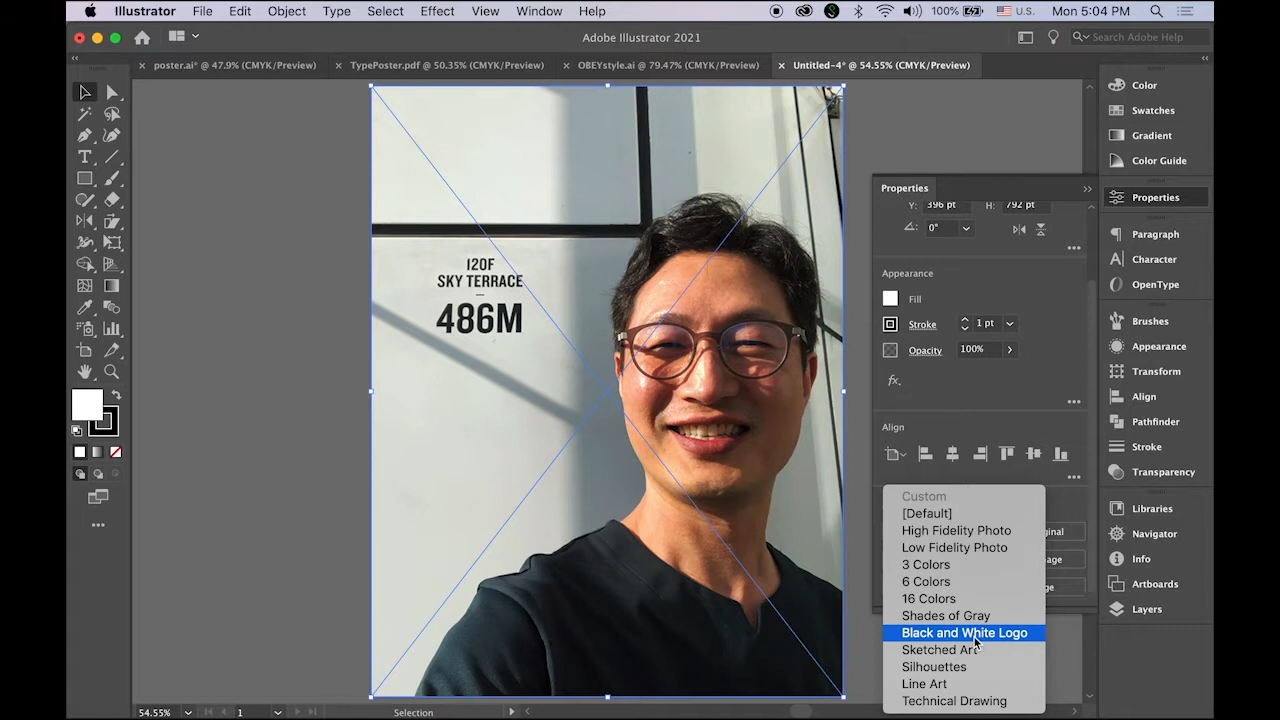 Illustrator File Edit Object Type Select Effect View Window Help 100% U.S. Mon 5:04 PM
Adobe Illustrator 2021
Search Adobe Help
poster.ai* @ 47.9% (CMYK/Preview)
TypePoster.pdf @ 50.35% (CMYK/Preview)
OBEYstyle.ai @ 79.47% (CMYK/Preview)
Untitled-4* @ 54.55% (CMYK/Preview)
120F
SKY TERRACE
486M
Properties
Y: 396 pt H: 792 pt
0°
Appearance
Fill
Stroke 1 pt
Opacity 100%
fx.
Align
Custom
[Default]
High Fidelity Photo
Low Fidelity Photo
3 Colors
6 Colors
16 Colors
Shades of Gray
Black and White Logo
Sketched Art
Silhouettes
Line Art
Technical Drawing
Color
Swatches
Gradient
Color Guide
Properties
Paragraph
Character
OpenType
Brushes
Appearance
Transform
Align
Pathfinder
Stroke
Transparency
Libraries
Navigator
Info
Artboards
Layers
54.55% 1 Selection